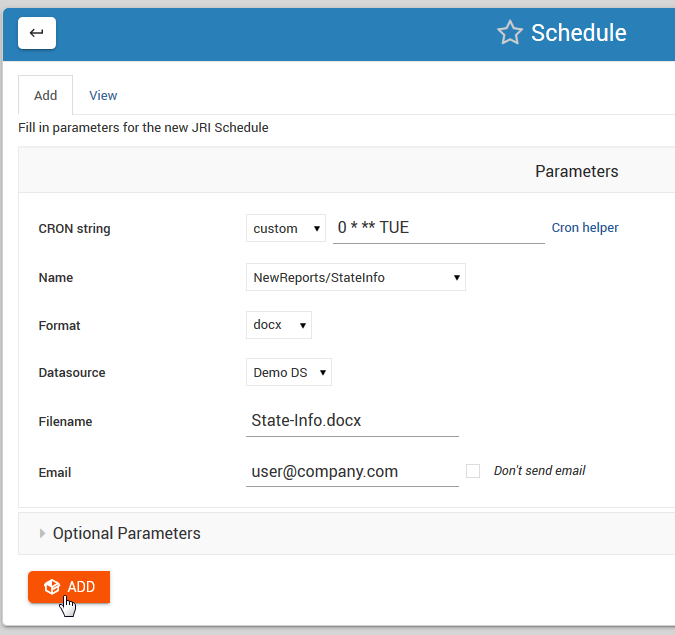 Schedule
Add View
Fill in parameters for the new JRI Schedule
Parameters
CRON string custom 0 * ** TUE Cron helper
Name NewReports/StateInfo
Format docx
Datasource Demo DS
Filename State-Info.docx
Email user@company.com Don't send email
Optional Parameters
ADD